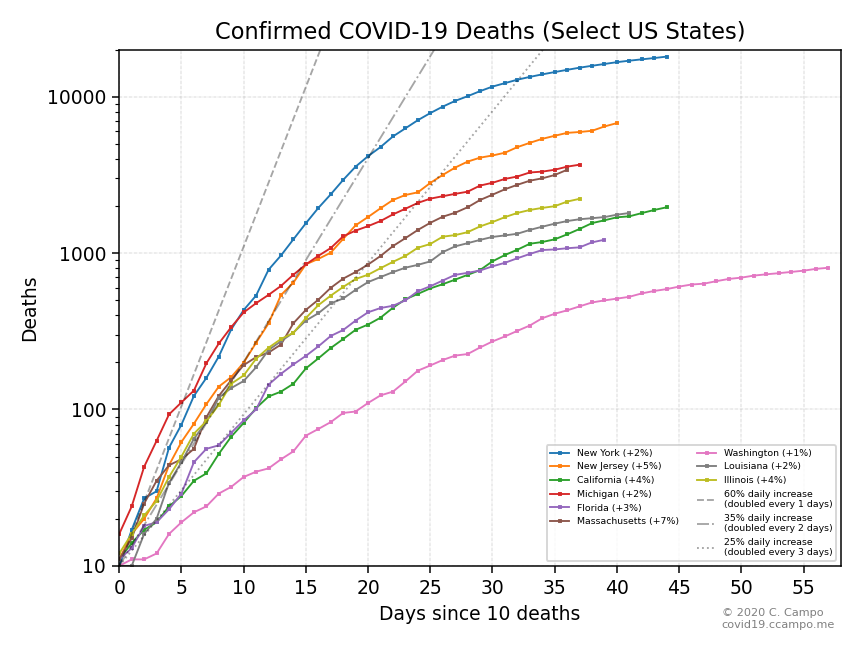 Confirmed COVID-19 Deaths (Select US States)
Deaths
10000
1000
100
10
0 5 10 15 20 25 30 35 40 45 50 55
Days since 10 deaths
New York (+2%)
New Jersey (+5%)
California (+4%)
Michigan (+2%)
Florida (+3%)
Massachusetts (+7%)
Washington (+1%)
Louisiana (+2%)
Illinois (+4%)
60% daily increase
(doubled every 1 days)
35% daily increase
(doubled every 2 days)
25% daily increase
(doubled every 3 days)
© 2020 C. Campo
covid19.ccampo.me